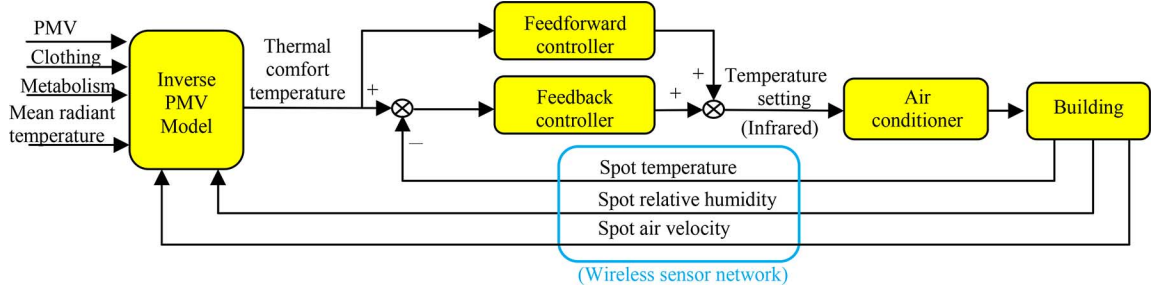 PMV
Clothing
Metabolism
Mean radiant
temperature
Inverse
PMV
Model
Thermal
comfort
temperature
+
−
Feedforward
controller
Feedback
controller
+
+
Temperature
setting
(Infrared)
Air
conditioner
Building
Spot temperature
Spot relative humidity
Spot air velocity
(Wireless sensor network)